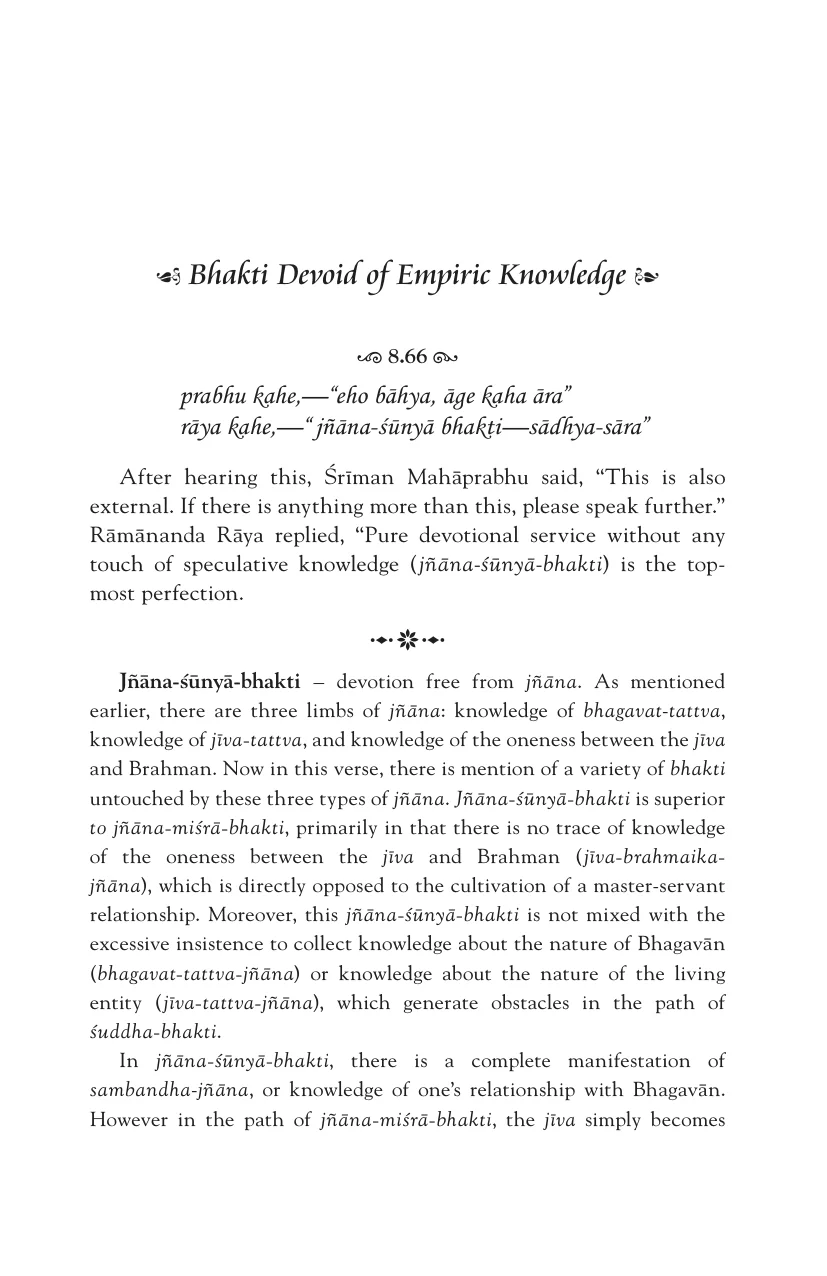 Bhakti Devoid of Empiric Knowledge
8.66
prabhu kahe,—“eho bāhya, āge kaha āra”
rāya kahe,—“jñāna-śūnyā bhakti—sādhya-sāra”
After hearing this, Śrīman Mahāprabhu said, “This is also
external. If there is anything more than this, please speak further.”
Rāmānanda Rāya replied, “Pure devotional service without any
touch of speculative knowledge (jñāna-śūnyā-bhakti) is the top-
most perfection.
Jñāna-śūnyā-bhakti – devotion free from jñāna. As mentioned
earlier, there are three limbs of jñāna: knowledge of bhagavat-tattva,
knowledge of jīva-tattva, and knowledge of the oneness between the jīva
and Brahman. Now in this verse, there is mention of a variety of bhakti
untouched by these three types of jñāna. Jñāna-śūnyā-bhakti is superior
to jñāna-miśrā-bhakti, primarily in that there is no trace of knowledge
of the oneness between the jīva and Brahman (jīva-brahmaika-
jñāna), which is directly opposed to the cultivation of a master-servant
relationship. Moreover, this jñāna-śūnyā-bhakti is not mixed with the
excessive insistence to collect knowledge about the nature of Bhagavān
(bhagavat-tattva-jñāna) or knowledge about the nature of the living
entity (jīva-tattva-jñāna), which generate obstacles in the path of
śuddha-bhakti.
In jñāna-śūnyā-bhakti, there is a complete manifestation of
sambandha-jñāna, or knowledge of one’s relationship with Bhagavān.
However in the path of jñāna-miśrā-bhakti, the jīva simply becomes